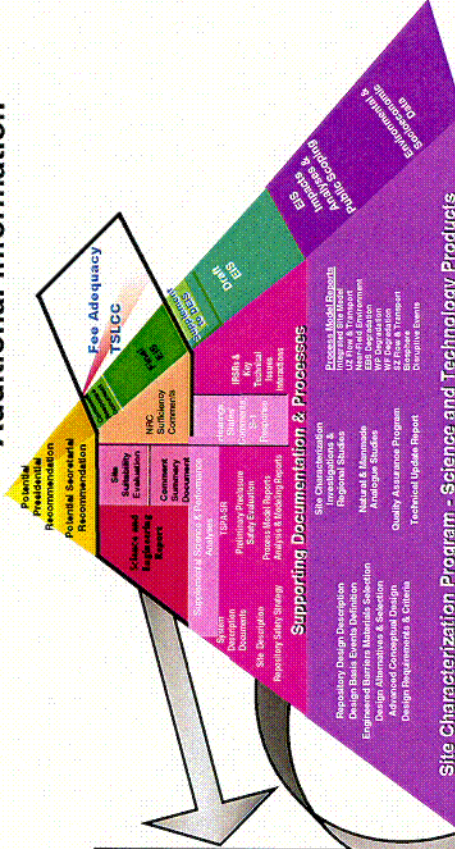 Additional Information
Potential
Presidential
Recommendation
Potential Secretarial
Recommendation
Fee Adequacy
TSLCC
Final
EIS
Supplement
to DEIS
Draft
EIS
EIS
Impacts
Analyses &
Public Scoping
Environmental &
Socioeconomic
Data
Science and
Engineering
Report
Site
Suitability
Evaluation
Comment
Summary
Document
NRC
Sufficiency
Comments
Supplemental Science & Performance
Analyses
System
Description
Documents
Site Description
Repository Safety Strategy
TSPA-SR
Preliminary Preclosure
Safety Evaluation
Process Model Reports
Analysis & Modeling Reports
IRSRs &
Key
Technical
Issues
Interactions
Supporting Documentation & Processes
Repository Design Description
Design Basis Events Definition
Engineered Barriers Materials Selection
Design Alternatives & Selection
Advanced Conceptual Design
Design Requirements & Criteria
Site Characterization
Investigations &
Regional Studies
Natural & Manmade
Analogue Studies
Quality Assurance Program
Technical Update Report
Process Model Reports
Integrated Site Model
UZ Flow & Transport
Near-Field Environment
EBS Degradation
WP Degradation
WF Degradation
SZ Flow & Transport
Biosphere
Disruptive Events
Site Characterization Program - Science and Technology Products